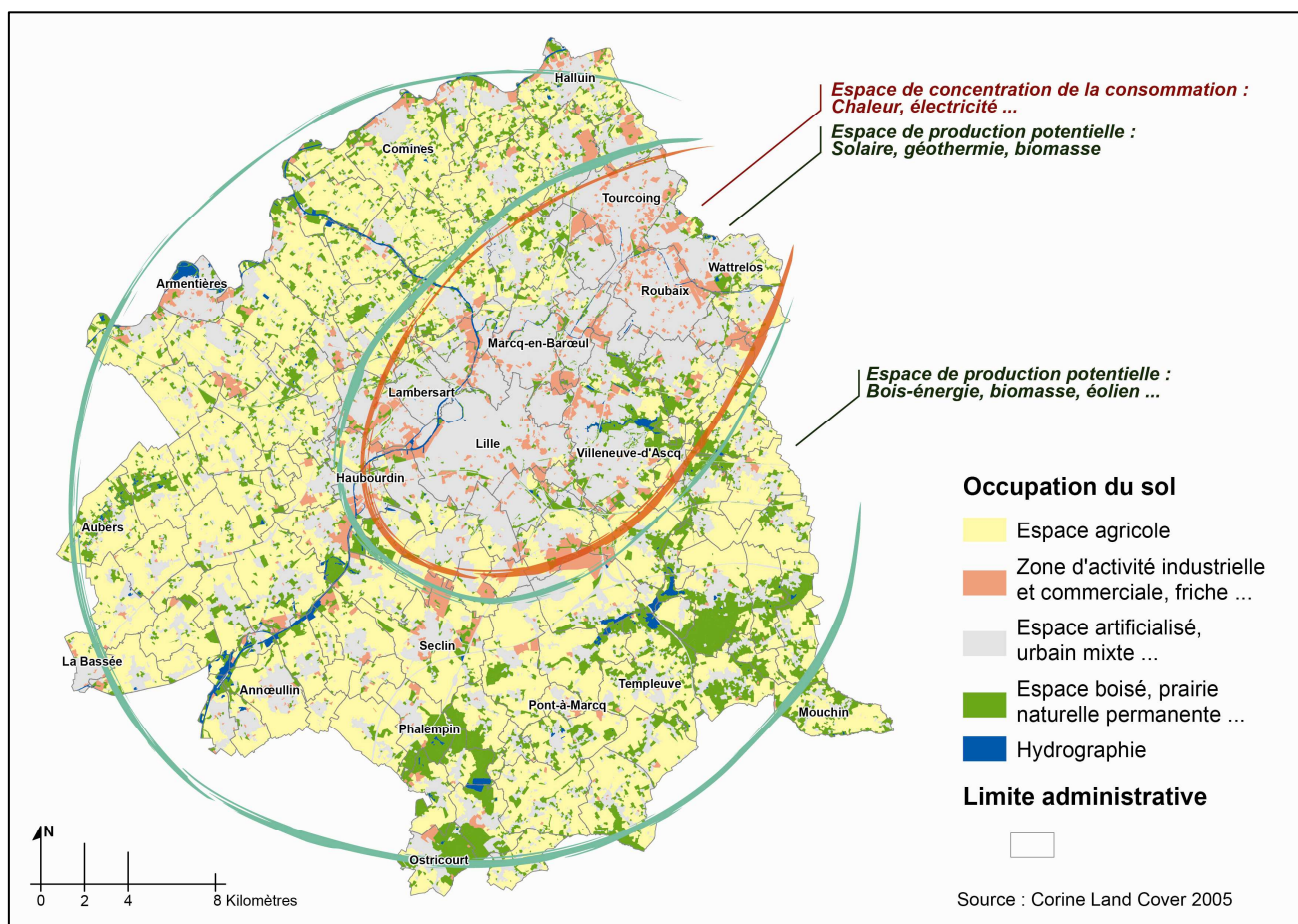 Halluin
Espace de concentration de la consommation :
Chaleur, électricité ...
Espace de production potentielle :
Solaire, géothermie, biomasse
Comines
Tourcoing
Wattrelos
Armentières
Roubaix
Marcq-en-Barœul
Espace de production potentielle :
Bois-énergie, biomasse, éolien ...
Lambersart
Lille
Villeneuve-d'Ascq
Haubourdin
Aubers
Occupation du sol
Espace agricole
Zone d'activité industrielle
et commerciale, friche ...
Espace artificialisé,
urbain mixte ...
Espace boisé, prairie
naturelle permanente ...
Hydrographie
Limite administrative
Seclin
La Bassée
Annœullin
Templeuve
Pont-à-Marcq
Mouchin
Phalempin
Ostricourt
N
0 2 4 8 Kilomètres
Source : Corine Land Cover 2005